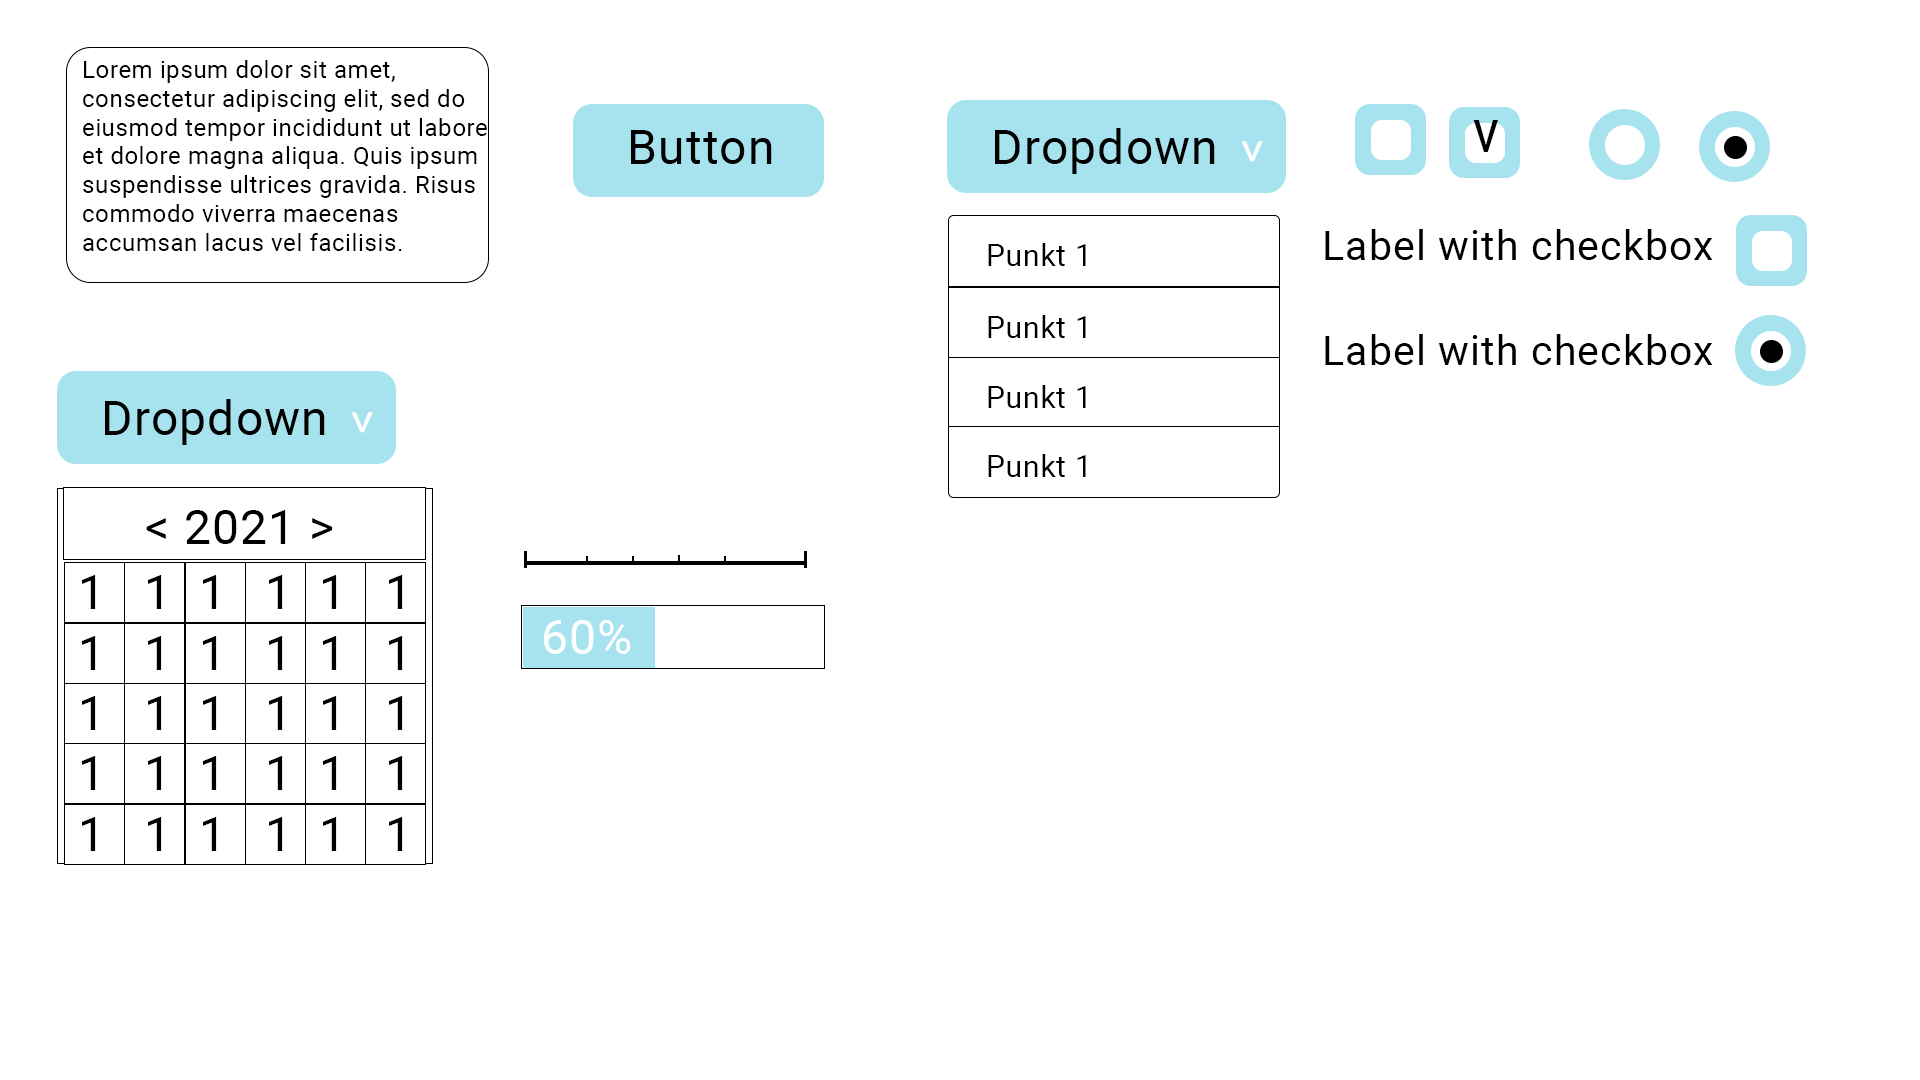 Lorem ipsum dolor sit amet,
consectetur adipiscing elit, sed do
eiusmod tempor incididunt ut labore
et dolore magna aliqua. Quis ipsum
suspendisse ultrices gravida. Risus
commodo viverra maecenas
accumsan lacus vel facilisis.
Button
Dropdown v
V
Punkt 1
Punkt 1
Punkt 1
Punkt 1
Label with checkbox
Label with checkbox
Dropdown v
< 2021 >
1 1 1 1 1 1
1 1 1 1 1 1
1 1 1 1 1 1
1 1 1 1 1 1
1 1 1 1 1 1
60%